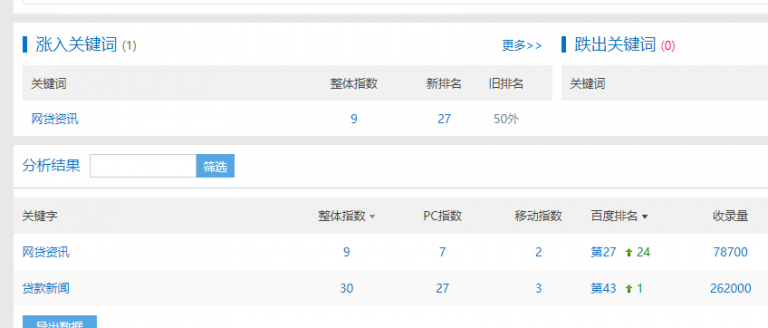 涨入关键词 (1) 更多>> 跌出关键词 (0)
关键词 整体指数 新排名 旧排名 关键词
网贷资讯 9 27 50外
分析结果 筛选
关键字 整体指数 PC指数 移动指数 百度排名 收录量
网贷资讯 9 7 2 第27 24 78700
贷款新闻 30 27 3 第43 1 262000
导出数据